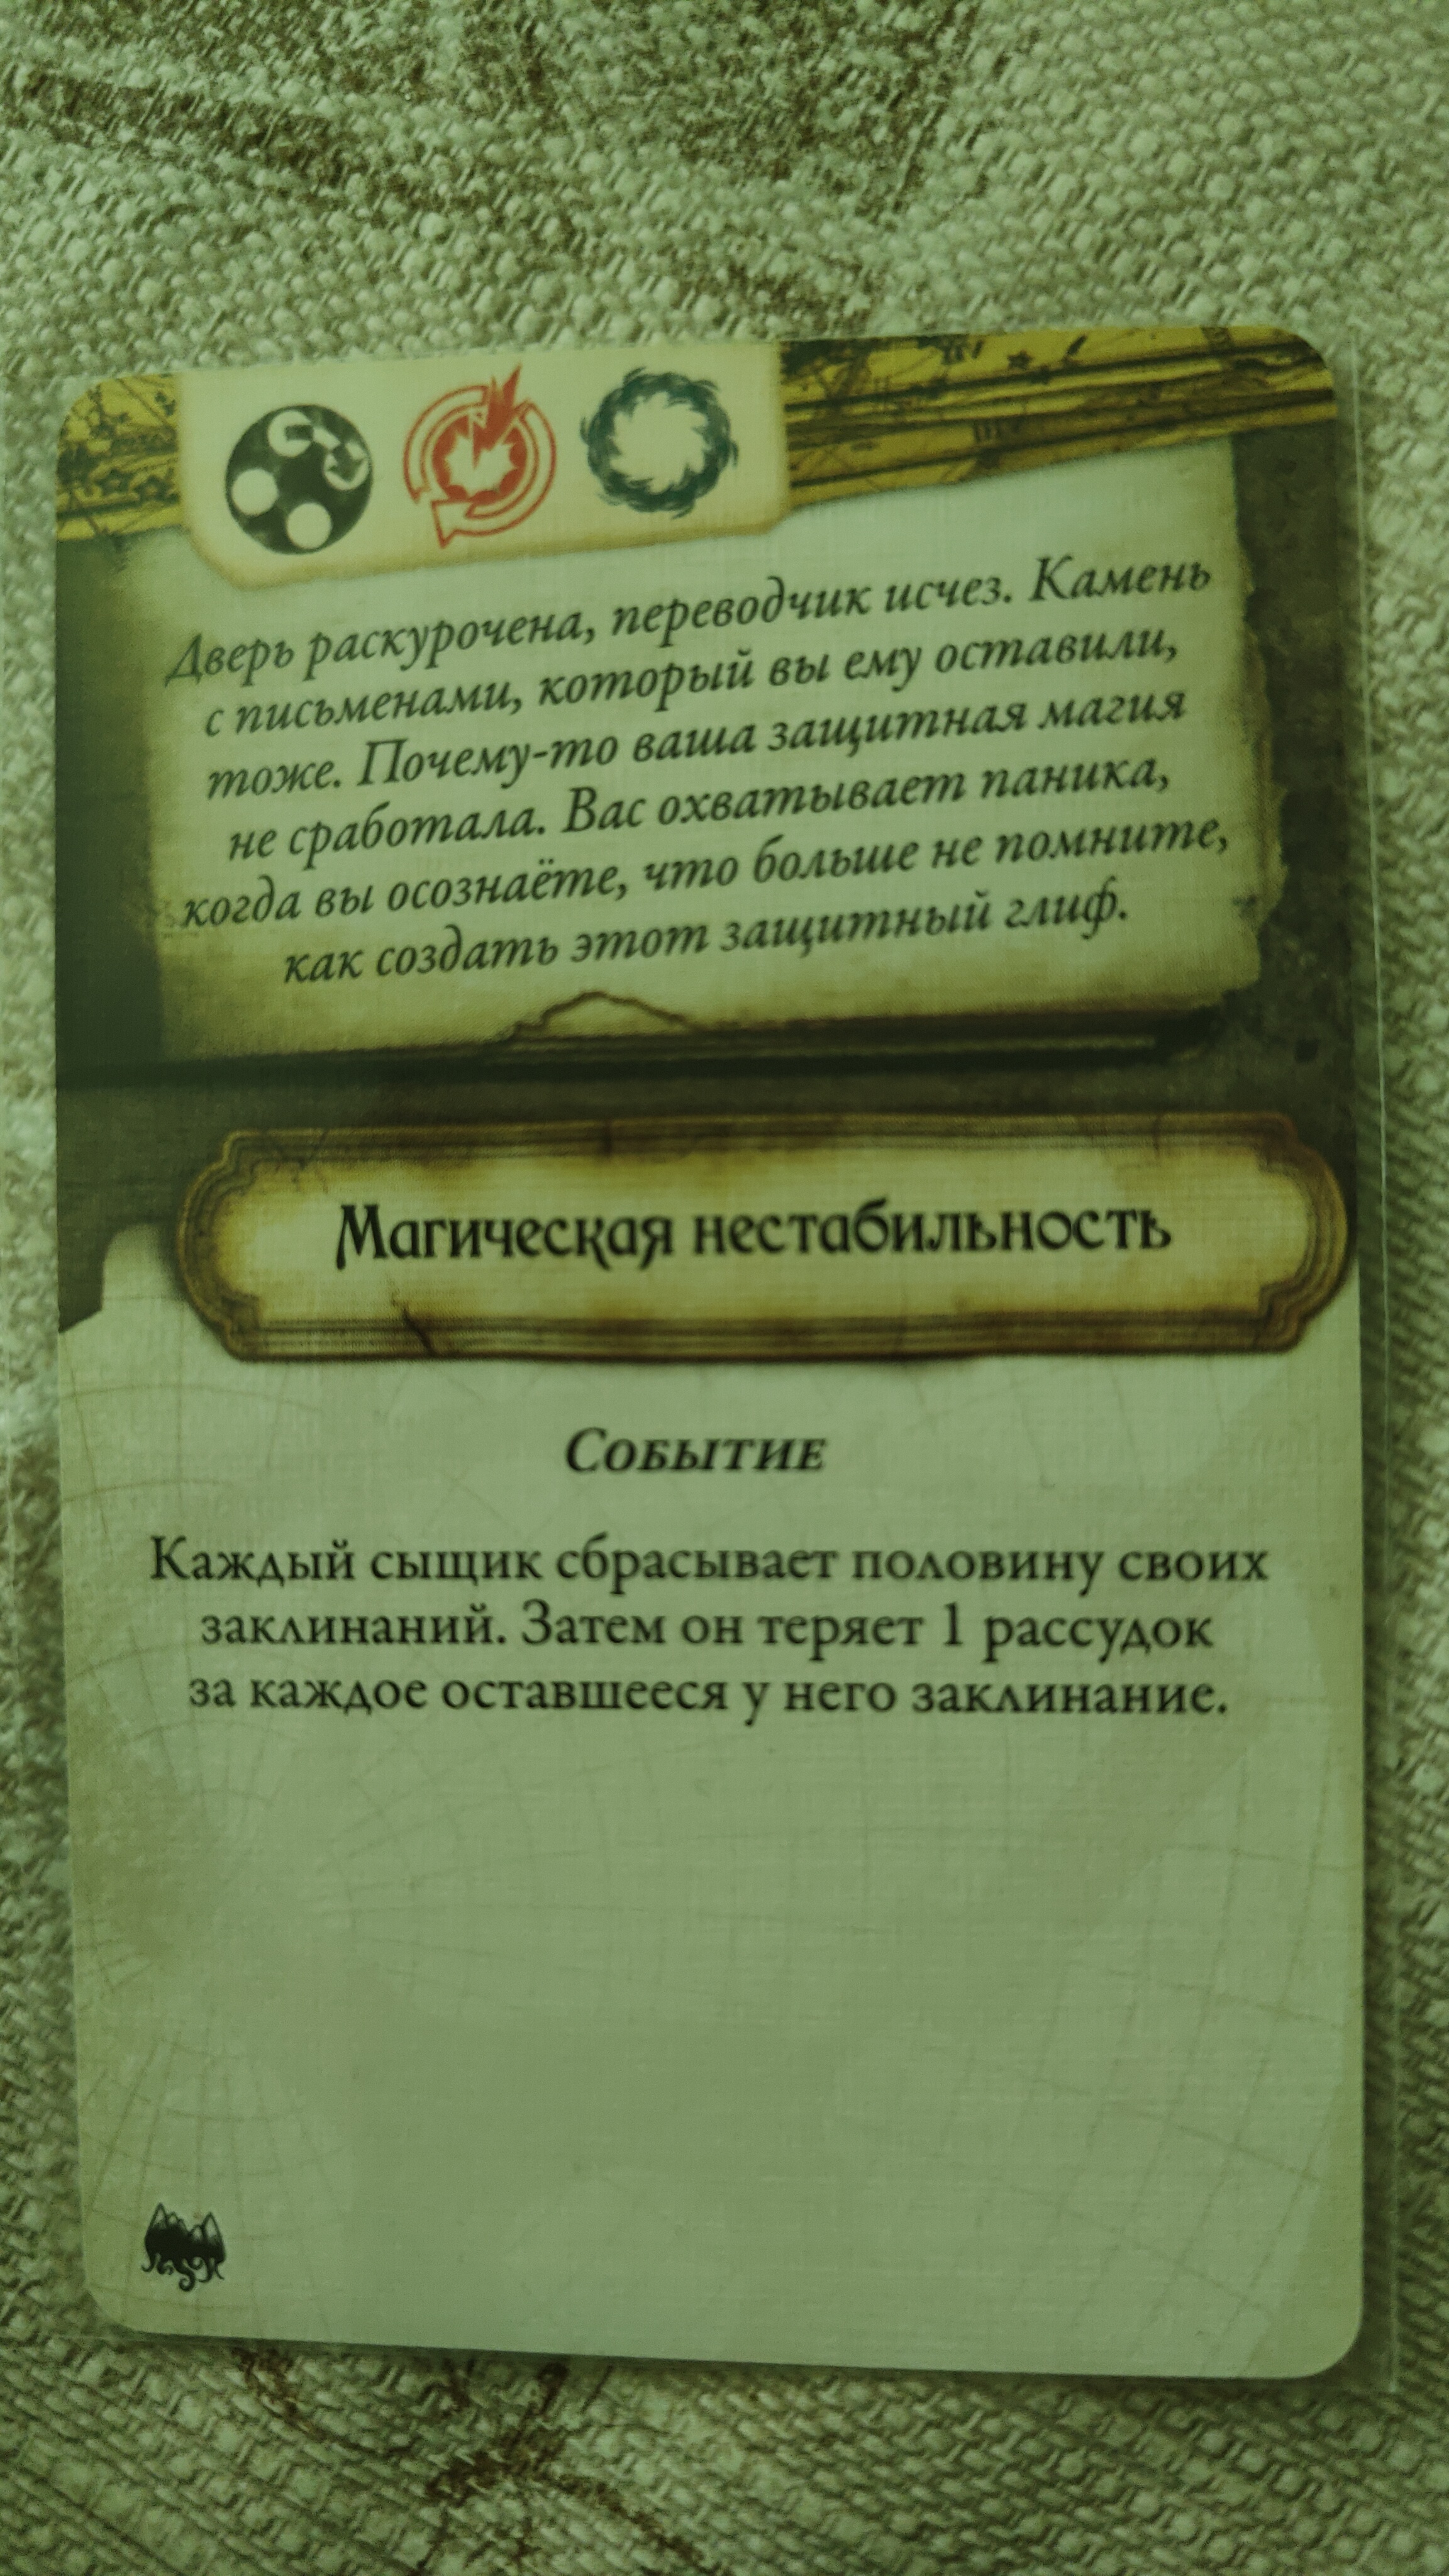 Дверь раскурочена, переводчик исчез. Камень
с письменами, который вы ему оставили,
тоже. Почему-то ваша защитная магия
не сработала. Вас охватывает паника,
когда вы осознаёте, что больше не помните,
как создать этот защитный глиф.
Магическая нестабильность
Событие
Каждый сыщик сбрасывает половину своих
заклинаний. Затем он теряет 1 рассудок
за каждое оставшееся у него заклинание.